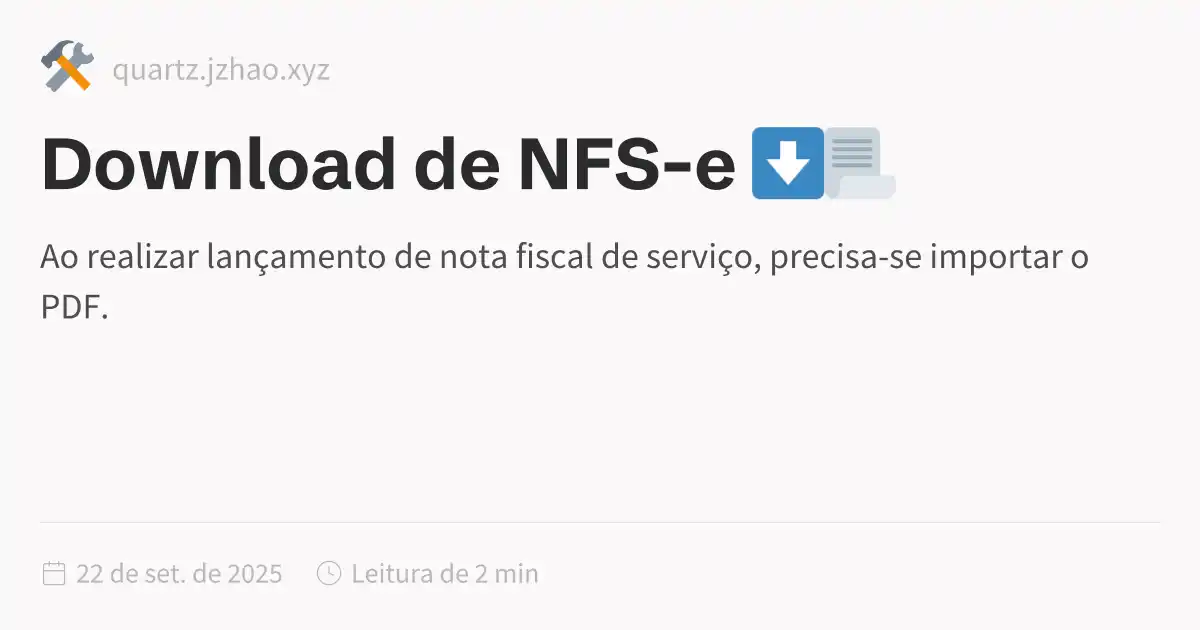 quartz.jzhao.xyz
Download de NFS-e ⬇️📜
Ao realizar lançamento de nota fiscal de serviço, precisa-se importar o
PDF.
22 de set. de 2025 Leitura de 2 min